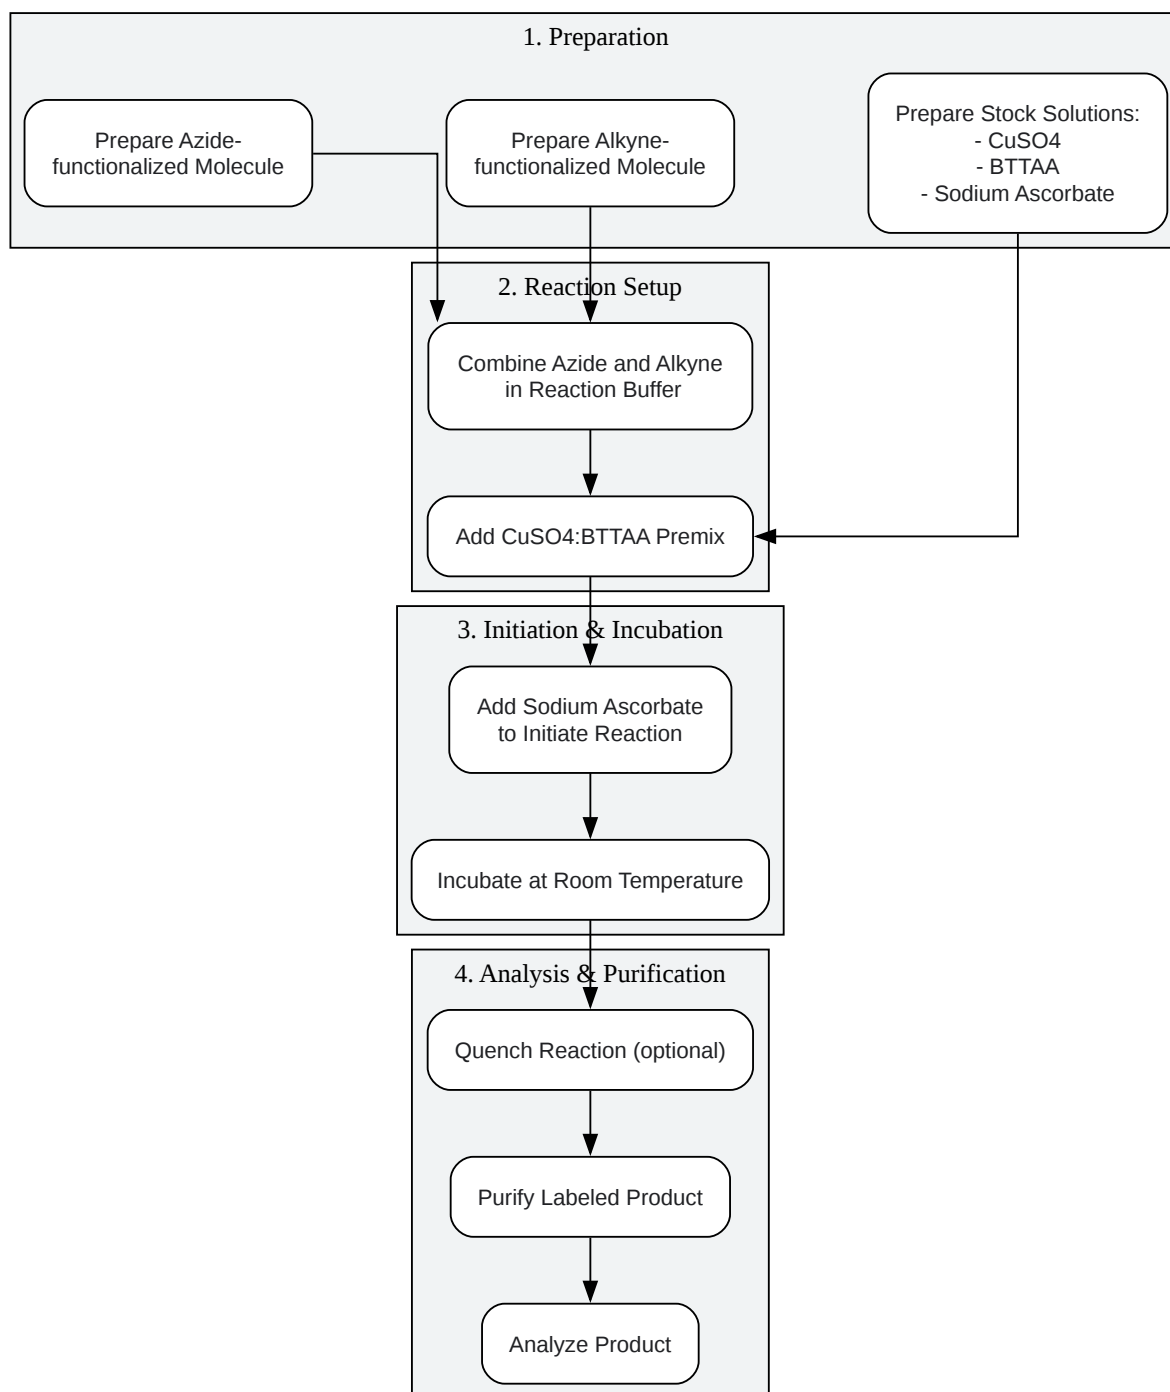 1. Preparation
Prepare Azide-
functionalized Molecule
Prepare Alkyne-
functionalized Molecule
Prepare Stock Solutions:
- CuSO4
- BTTAA
- Sodium Ascorbate
2. Reaction Setup
Combine Azide and Alkyne
in Reaction Buffer
Add CuSO4:BTTAA Premix
3. Initiation & Incubation
Add Sodium Ascorbate
to Initiate Reaction
Incubate at Room Temperature
4. Analysis & Purification
Quench Reaction (optional)
Purify Labeled Product
Analyze Product